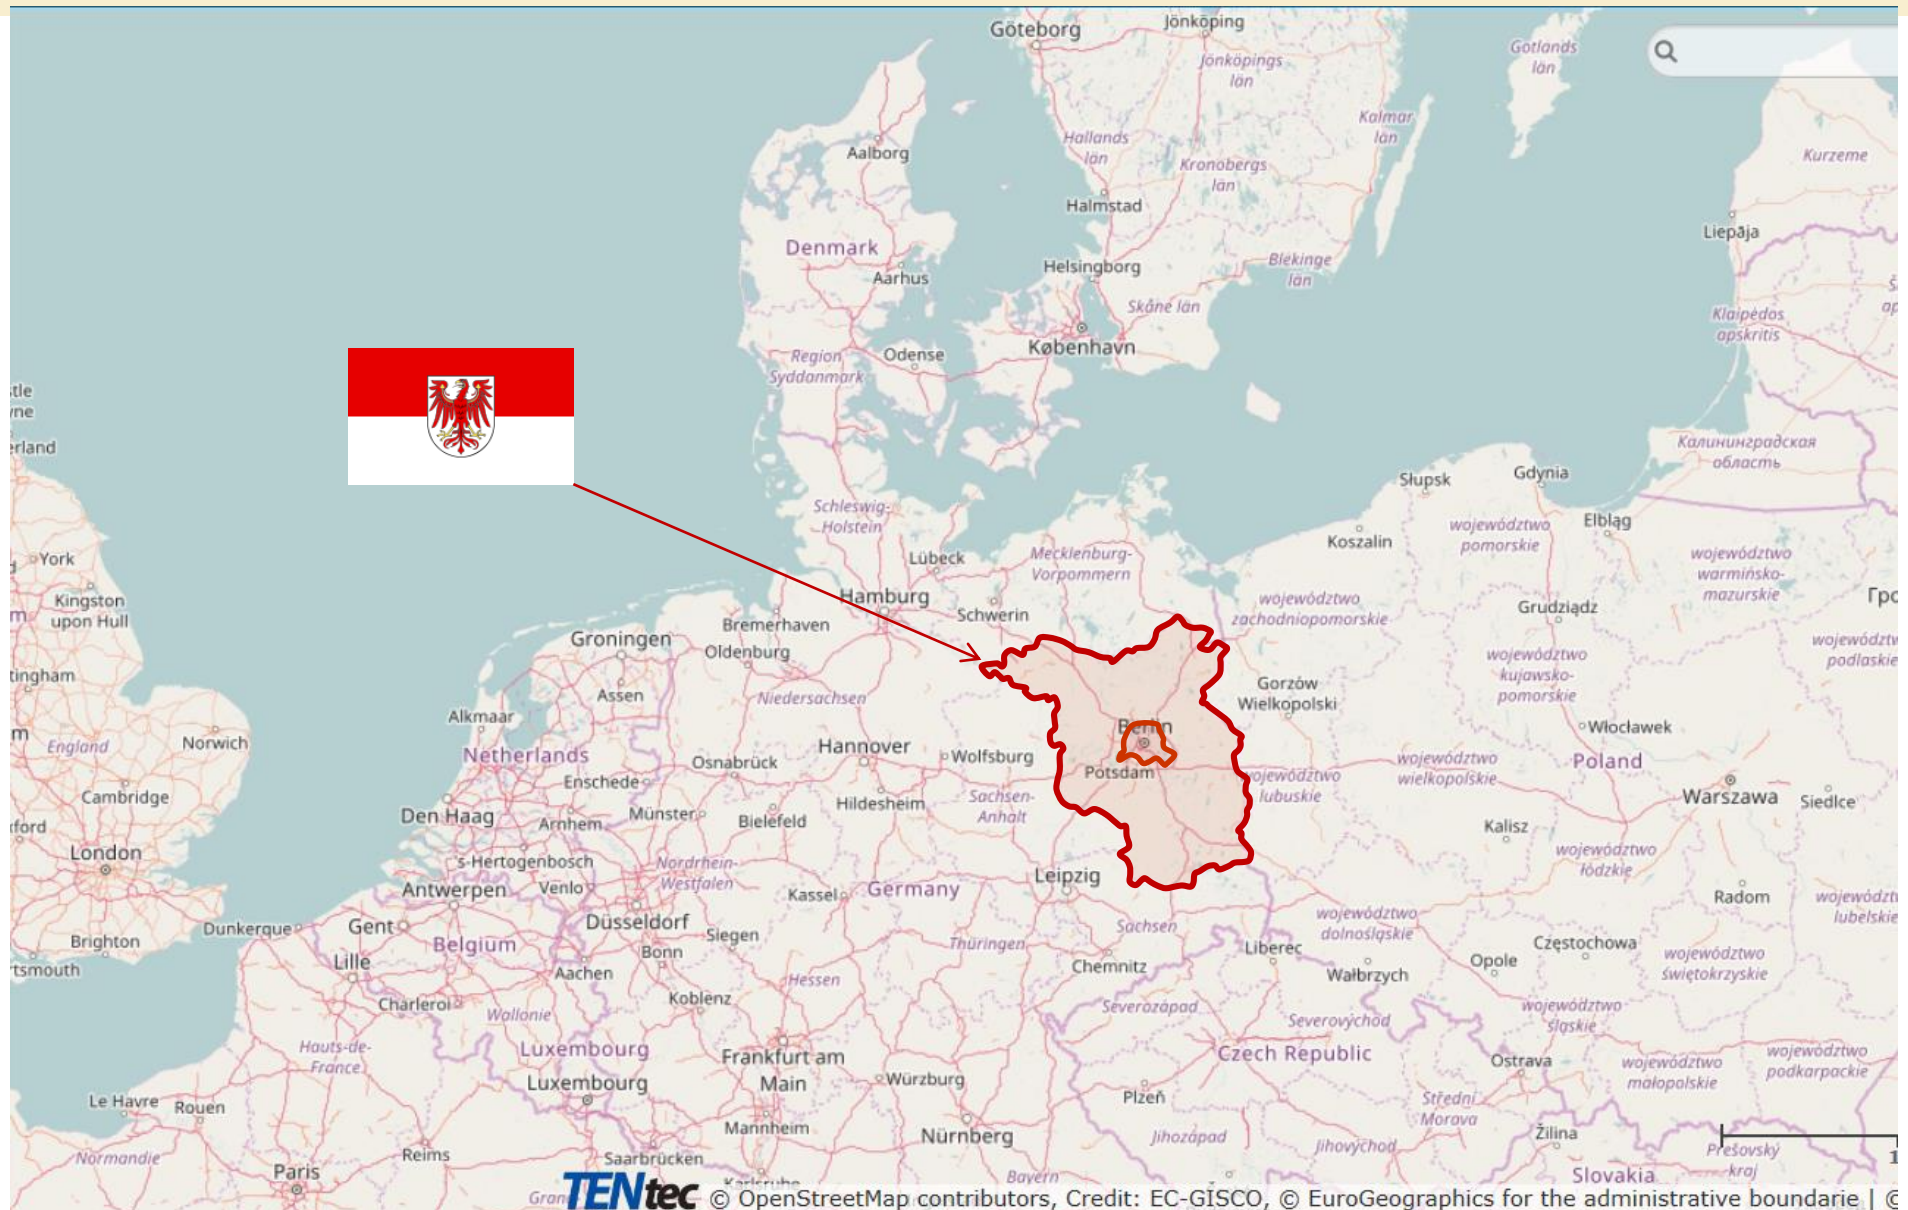 Göteborg
Jönköping
Jönköpings
län
Gotlands
län
Kalmar
län
Hallands
län
Kronobergs
län
Aalborg
Kurzeme
Halmstad
Liepāja
Denmark
Aarhus
Helsingborg
Blekinge
län
Skåne län
Klaipėdos
apskritis
København
Region
Syddanmark
Odense
erland
Калининградская
область
Słupsk
Gdynia
Schleswig-
Holstein
województwo
pomorskie
Elbląg
Koszalin
Lübeck
Mecklenburg-
Vorpommern
województwo
warmińsko-
mazurskie
York
Kingston
upon Hull
Hamburg
Schwerin
województwo
zachodniopomorskie
Grudziądz
Гро
Bremerhaven
Groningen
Oldenburg
województwo
kujawsko-
pomorskie
podlaskie
tingham
Assen
Niedersachsen
Gorzów
Wielkopolski
Alkmaar
Norwich
England
Berlin
Włocławek
Hannover
Netherlands
Osnabrück
Wolfsburg
Poland
Potsdam
województwo
wielkopolskie
województwo
lubuskie
Enschede
Cambridge
Hildesheim
Sachsen-
Anhalt
Warszawa
Siedlce
Den Haag
Arnhem
Münster
Bielefeld
Kalisz
London
's-Hertogenbosch
Nordrhein-
Westfalen
województwo
łódzkie
Antwerpen
Venlo
Kassel
Germany
Leipzig
Radom
Dunkerque
Gent
Düsseldorf
Siegen
Sachsen
województwo
dolnośląskie
lubelskie
Brighton
Belgium
Bonn
Thüringen
Liberec
Częstochowa
tsmouth
Lille
Aachen
Hessen
Chemnitz
Wałbrzych
Opole
województwo
świętokrzyskie
Charleroi
Wallonie
Koblenz
Severozápad
Severovýchod
województwo
śląskie
Hauts-de-
France
Luxembourg
Frankfurt am
Main
Czech Republic
Ostrava
województwo
małopolskie
województwo
podkarpackie
Luxembourg
Würzburg
Le Havre
Rouen
Plzeň
Střední
Morava
Mannheim
Nürnberg
Jihozápad
Jihovýchod
Žilina
Prešovský
kraj
Normandie
Reims
Saarbrücken
Paris
Karlsruhe
Bayern
Slovakia
TENtec © OpenStreetMap contributors, Credit: EC-GISCO, © EuroGeographics for the administrative boundarie | ©